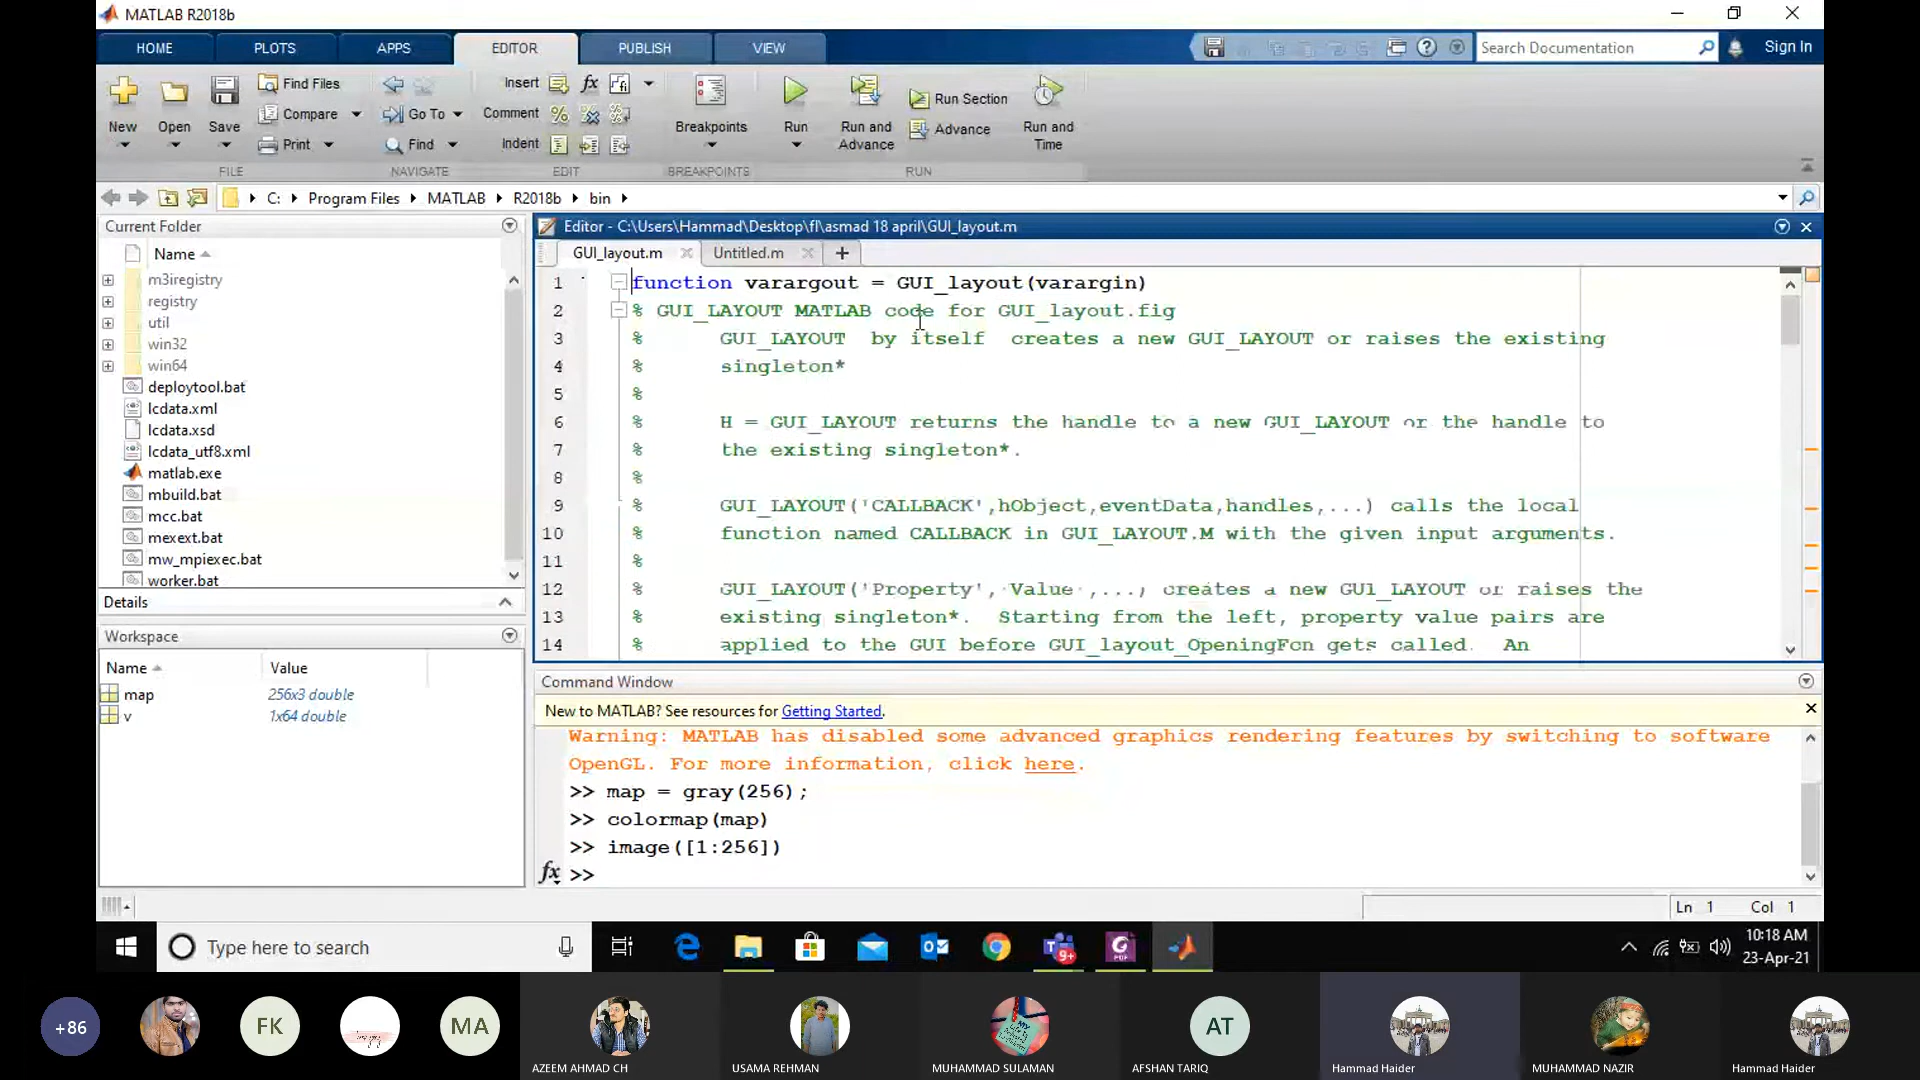 MATLAB R2018b
HOME PLOTS APPS EDITOR PUBLISH VIEW
Search Documentation
Sign In
New
Open
Save
Find Files
Compare
Print
Go To
Find
Insert fx
Comment
Indent
Breakpoints
Run
Run and Advance
Run Section
Advance
Run and Time
FILE NAVIGATE EDIT BREAKPOINTS RUN
C: Program Files MATLAB R2018b bin
Current Folder
Name
m3iregistry
registry
util
win32
win64
deploytool.bat
lcdata.xml
lcdata.xsd
lcdata_utf8.xml
matlab.exe
mbuild.bat
mcc.bat
mexext.bat
mw_mpiexec.bat
worker.bat
Details
Workspace
Name Value
map 256x3 double
v 1x64 double
Editor - C:\Users\Hammad\Desktop\fl\asmad 18 april\GUI_layout.m
GUI_layout.m Untitled.m +
1 function varargout = GUI_layout(varargin)
2 % GUI_LAYOUT MATLAB code for GUI_layout.fig
3 % GUI_LAYOUT by itself creates a new GUI_LAYOUT or raises the existing
4 % singleton*
5 %
6 % H = GUI_LAYOUT returns the handle to a new GUI_LAYOUT or the handle to
7 % the existing singleton*.
8 %
9 % GUI_LAYOUT('CALLBACK',hObject,eventData,handles,...) calls the local
10 % function named CALLBACK in GUI_LAYOUT.M with the given input arguments.
11 %
12 % GUI_LAYOUT('Property', Value ,...) creates a new GUI_LAYOUT or raises the
13 % existing singleton*. Starting from the left, property value pairs are
14 % applied to the GUI before GUI_layout_OpeningFcn gets called. An
Command Window
New to MATLAB? See resources for Getting Started.
Warning: MATLAB has disabled some advanced graphics rendering features by switching to software
OpenGL. For more information, click here.
>> map = gray(256);
>> colormap(map)
>> image([1:256])
fx >>
Ln 1 Col 1
Type here to search
9+
PDF
10:18 AM
23-Apr-21
+86
FK
MA
AT
AZEEM AHMAD CH
USAMA REHMAN
MUHAMMAD SULAMAN
AFSHAN TARIQ
Hammad Haider
MUHAMMAD NAZIR
Hammad Haider